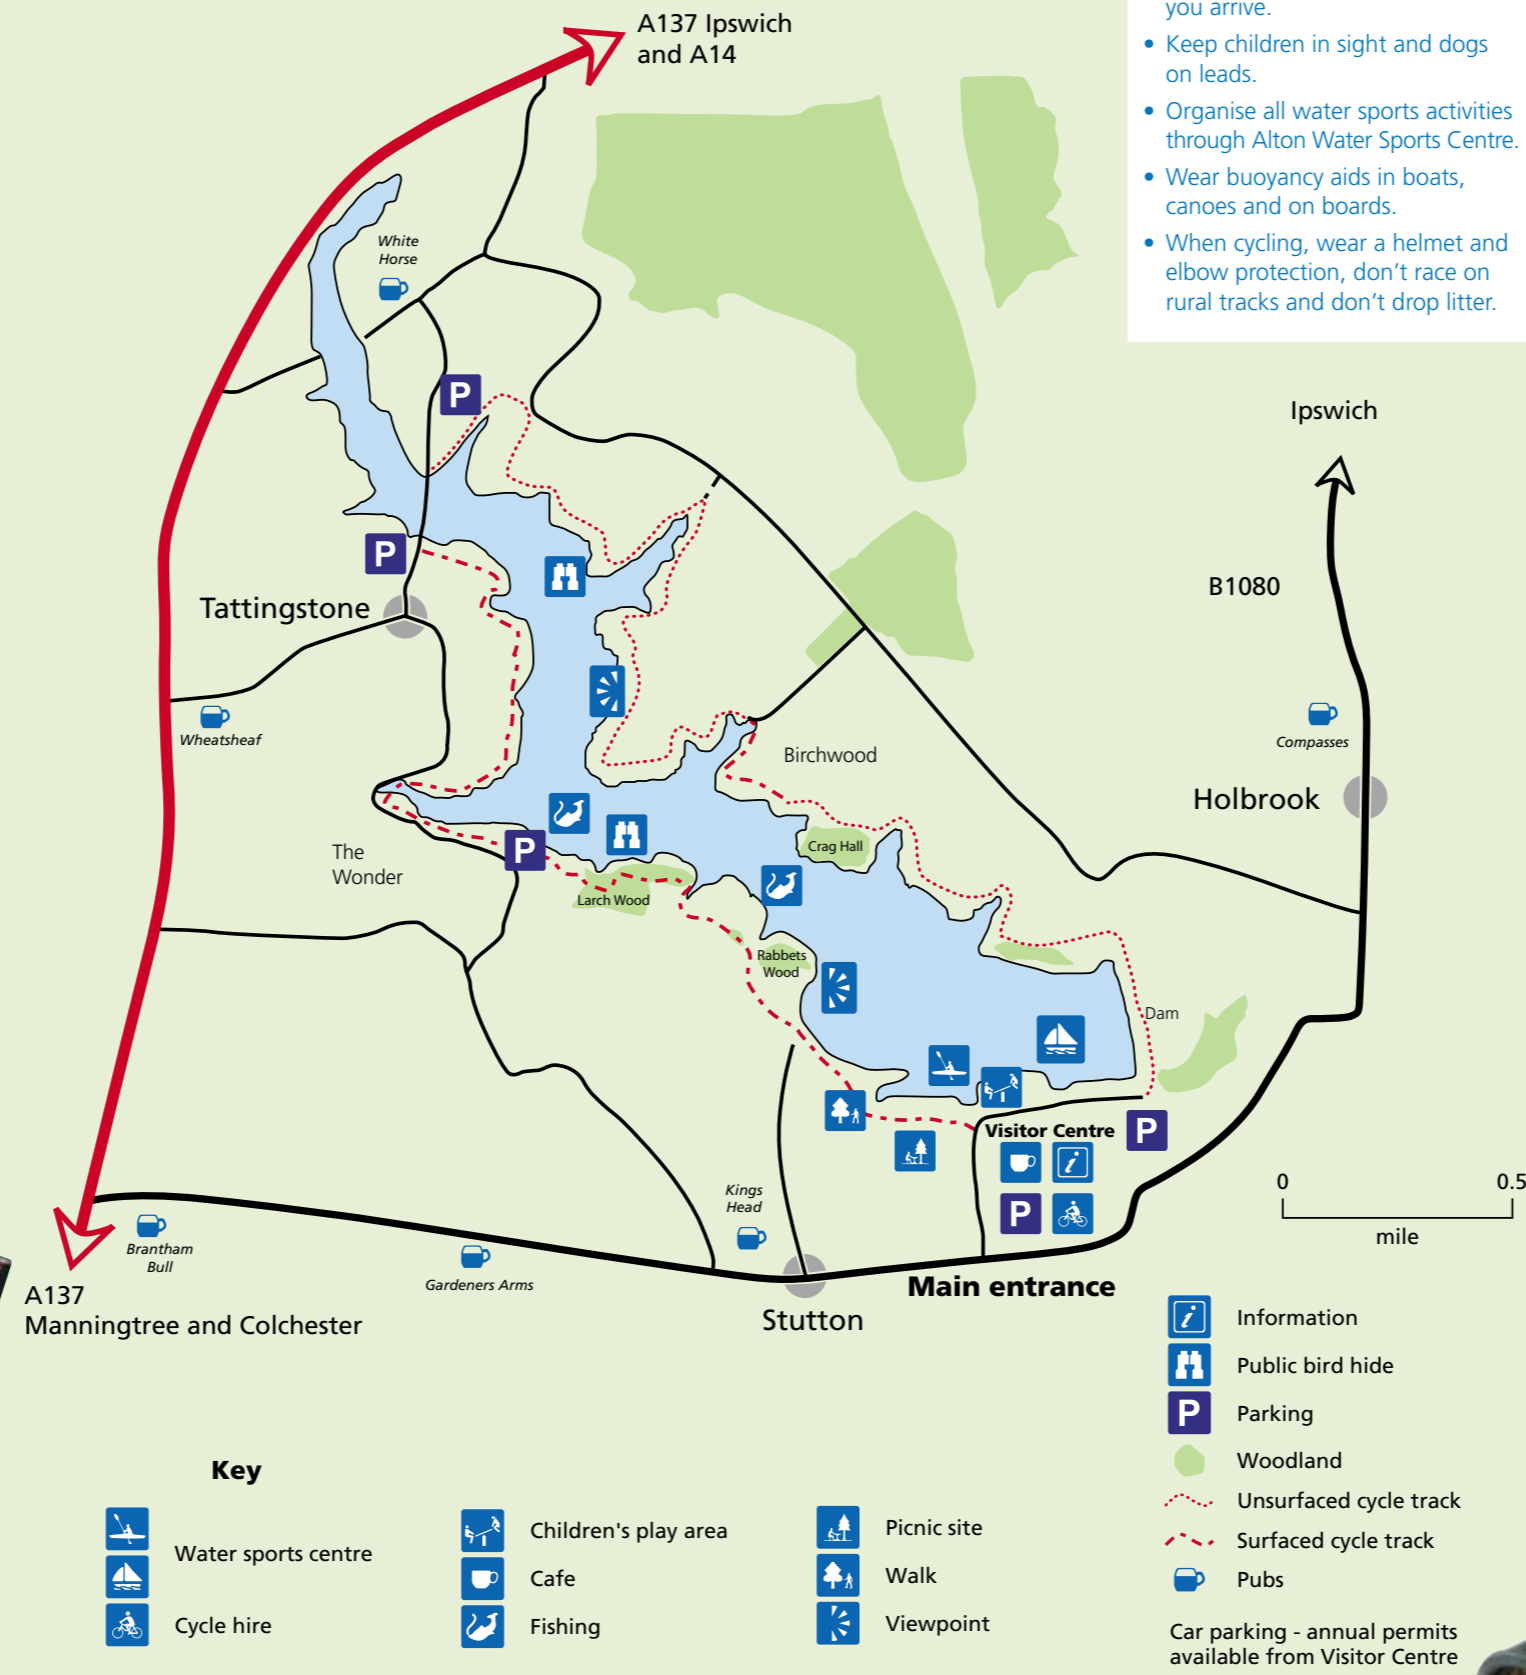 you arrive.
• Keep children in sight and dogs
on leads.
• Organise all water sports activities
through Alton Water Sports Centre.
• Wear buoyancy aids in boats,
canoes and on boards.
• When cycling, wear a helmet and
elbow protection, don't race on
rural tracks and don't drop litter.
A137 Ipswich
and A14
White
Horse
P
Ipswich
P
B1080
Tattingstone
Wheatsheaf
Compasses
Birchwood
Holbrook
The
Wonder
P
Crag Hall
Larch Wood
Rabbets
Wood
Dam
Visitor Centre
P
i
P
Kings
Head
0
0.5
mile
Brantham
Bull
Gardeners Arms
Main entrance
A137
Manningtree and Colchester
Stutton
i
Information
Public bird hide
P
Parking
Woodland
Unsurfaced cycle track
Surfaced cycle track
Pubs
Car parking - annual permits
available from Visitor Centre
Key
Water sports centre
Cycle hire
Children's play area
Cafe
Fishing
Picnic site
Walk
Viewpoint